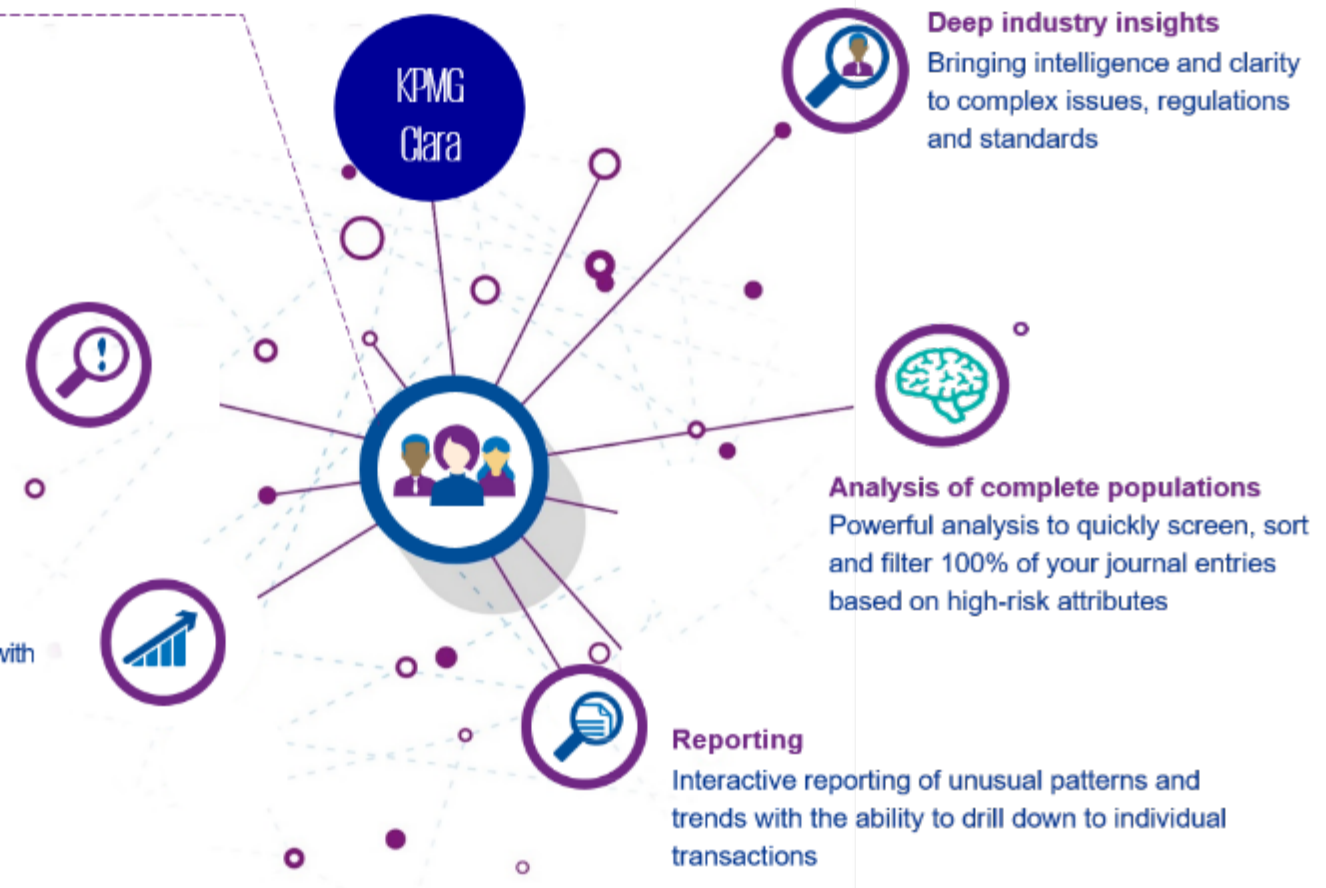 KPMG
Clara
Deep industry insights
Bringing intelligence and clarity
to complex issues, regulations
and standards
Analysis of complete populations
Powerful analysis to quickly screen, sort
and filter 100% of your journal entries
based on high-risk attributes
with
Reporting
Interactive reporting of unusual patterns and
trends with the ability to drill down to individual
transactions